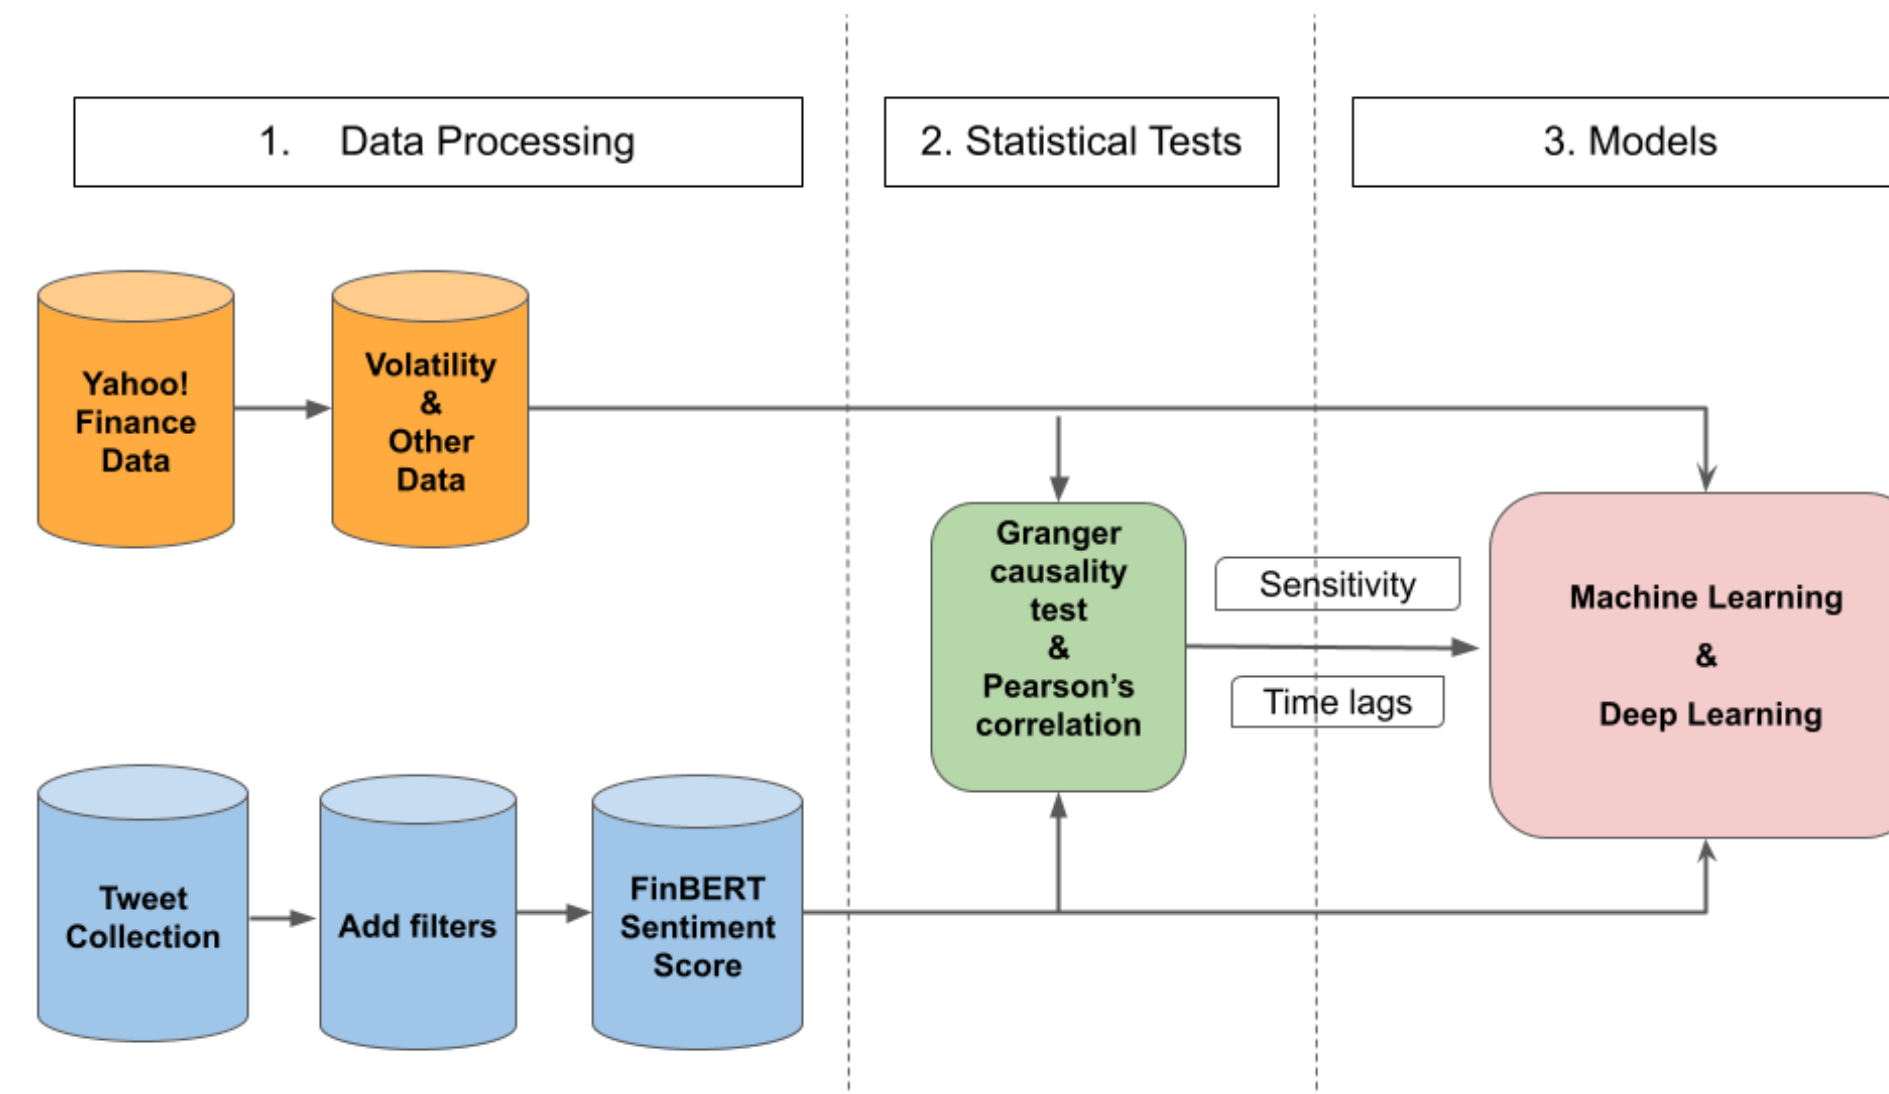 1. Data Processing
2. Statistical Tests
3. Models
Yahoo!
Finance
Data
Volatility
&
Other
Data
Granger
causality
test
&
Pearson’s
correlation
Sensitivity
Time lags
Machine Learning
&
Deep Learning
Tweet
Collection
Add filters
FinBERT
Sentiment
Score